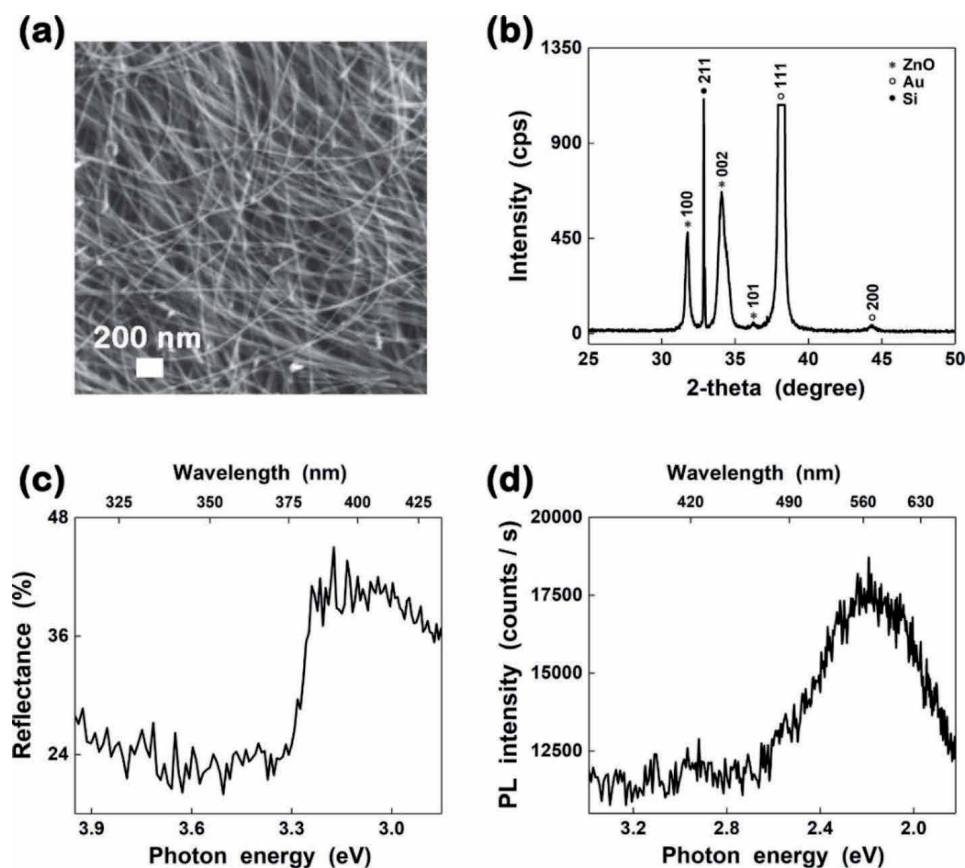 (a)
200 nm
(b)
1350
900
450
0
Intensity (cps)
* 100
211
* 002
* 101
111
200
* ZnO
○ Au
● Si
25 30 35 40 45 50
2-theta (degree)
(c)
Wavelength (nm)
325 350 375 400 425
48
36
24
Reflectance (%)
3.9 3.6 3.3 3.0
Photon energy (eV)
(d)
Wavelength (nm)
420 490 560 630
20000
17500
15000
12500
PL intensity (counts / s)
3.2 2.8 2.4 2.0
Photon energy (eV)